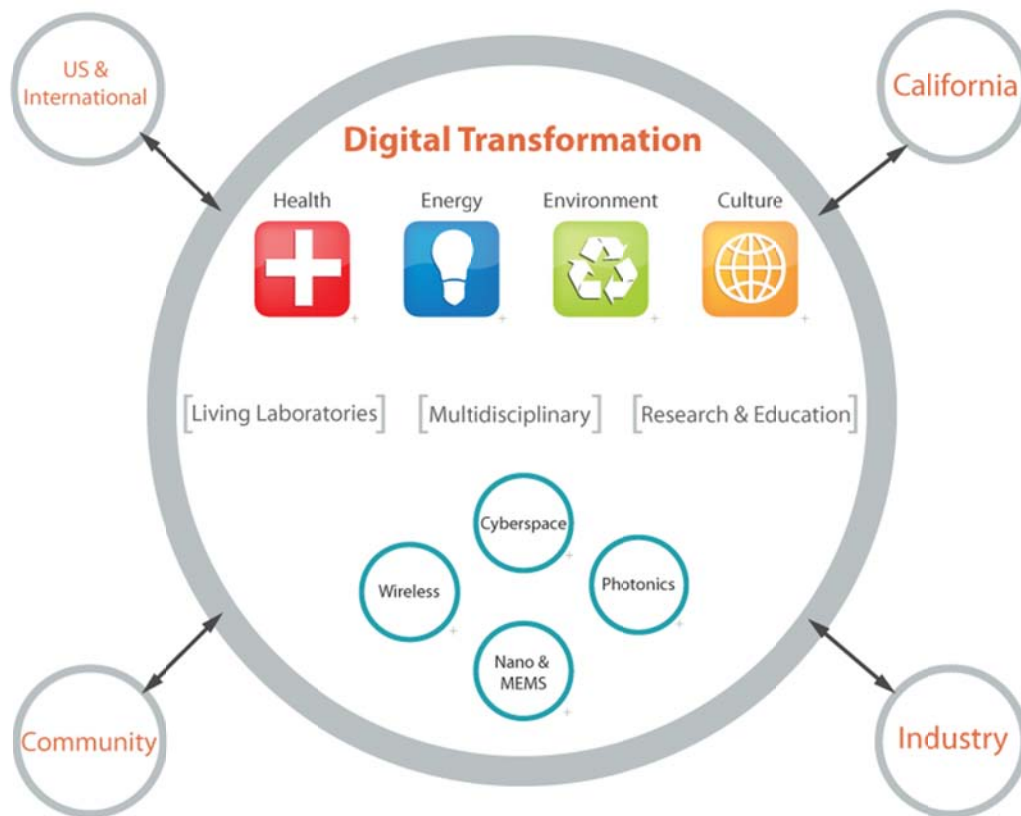 US &
International
California
Digital Transformation
Health Energy Environment Culture
[Living Laboratories] [Multidisciplinary] [Research & Education]
Cyberspace
Wireless
Photonics
Nano &
MEMS
Community
Industry